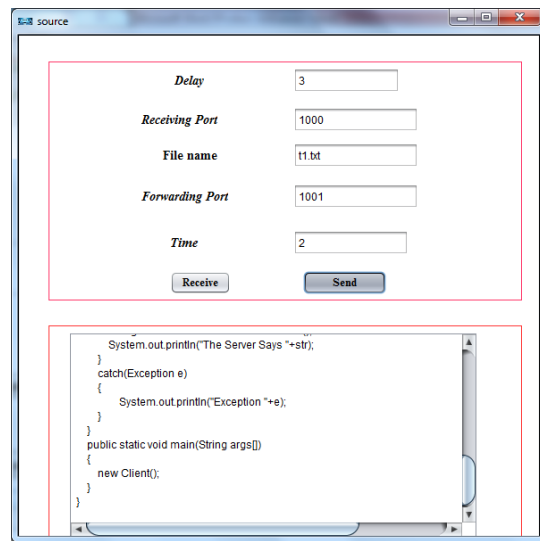 source
Delay 3
Receiving Port 1000
File name t1.txt
Forwarding Port 1001
Time 2
Receive Send
System.out.println("The Server Says "+str);
}
catch(Exception e)
{
System.out.println("Exception "+e);
}
}
public static void main(String args[])
{
new Client();
}
}